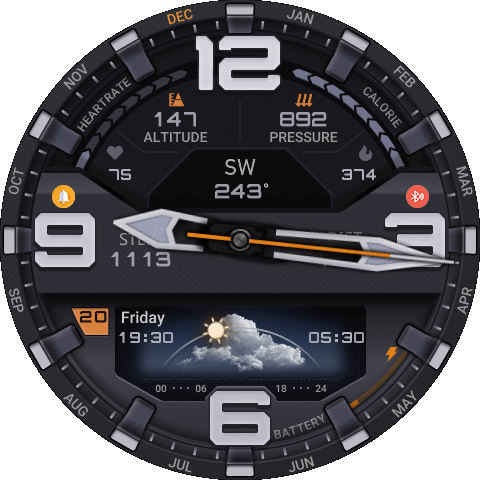 DEC
JAN
NOV
FEB
12
HEARTRATE
CALORIE
147
892
ALTITUDE
PRESSURE
OCT
MAR
75
SW
374
243°
9
3
1113
SEP
APR
20
Friday
19:30
05:30
00 ··· 06
18 ··· 24
6
BATTERY
AUG
MAY
JUL
JUN